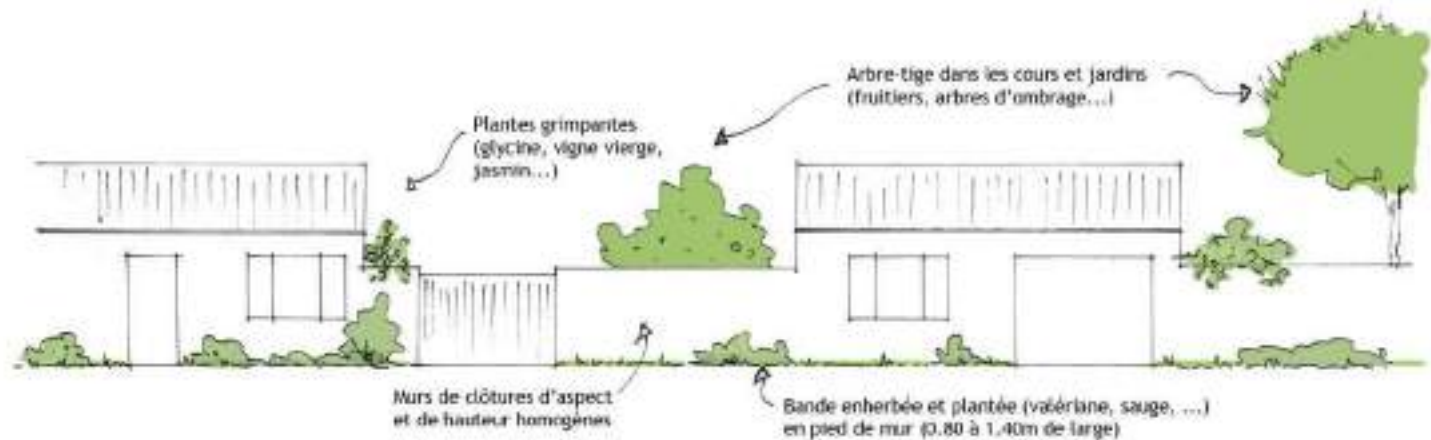 Arbre-tige dans les cours et jardins
(fruitiers, arbres d'ombrage...)
Plantes grimpantes
(glycine, vigne vierge,
jasmin...)
Murs de clôtures d'aspect
et de hauteur homogènes
Bande enherbée et plantée (valériane, sauge, ...)
en pied de mur (0.80 à 1.40m de large)